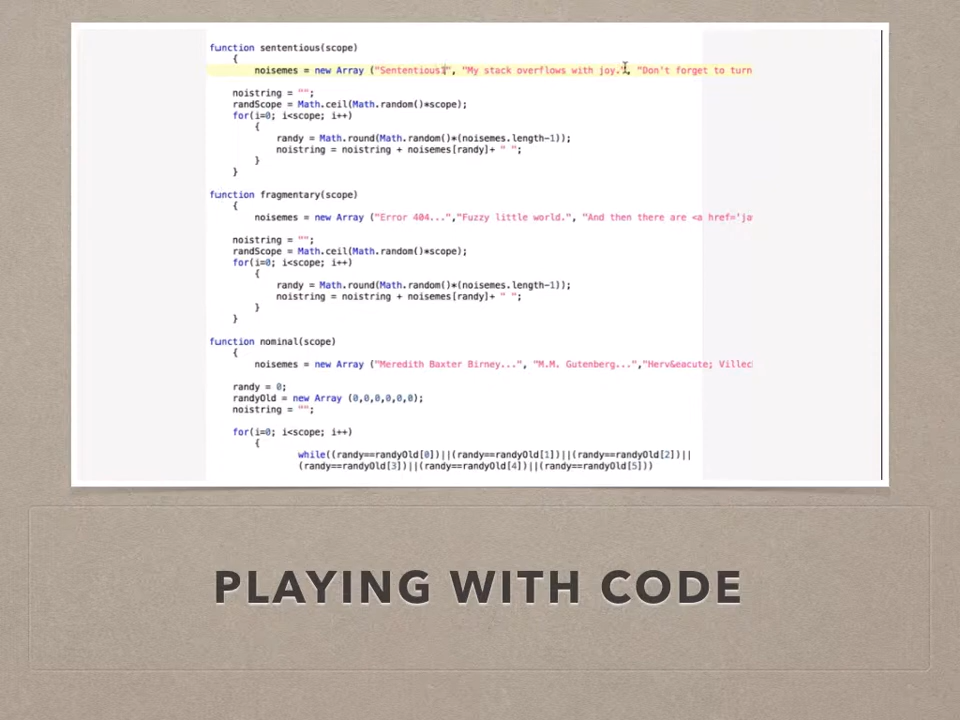 function sententious(scope)
{
noisemes = new Array ("Sententious!", "My stack overflows with joy.", "Don't forget to turn
noistring = "";
randScope = Math.ceil(Math.random()*scope);
for(i=0; i<scope; i++)
{
randy = Math.round(Math.random()*(noisemes.length-1));
noistring = noistring + noisemes[randy]+ " ";
}
}
function fragmentary(scope)
{
noisemes = new Array ("Error 404...","Fuzzy little world.", "And then there are <a href='ja
noistring = "";
randScope = Math.ceil(Math.random()*scope);
for(i=0; i<scope; i++)
{
randy = Math.round(Math.random()*(noisemes.length-1));
noistring = noistring + noisemes[randy]+ " ";
}
}
function nominal(scope)
{
noisemes = new Array ("Meredith Baxter Birney...", "M.M. Gutenberg...","Herv&eacute; Villec
randy = 0;
randyOld = new Array (0,0,0,0,0,0);
noistring = "";
for(i=0; i<scope; i++)
{
while((randy==randyOld[0])||(randy==randyOld[1])||(randy==randyOld[2])||
(randy==randyOld[3])||(randy==randyOld[4])||(randy==randyOld[5]))
PLAYING WITH CODE